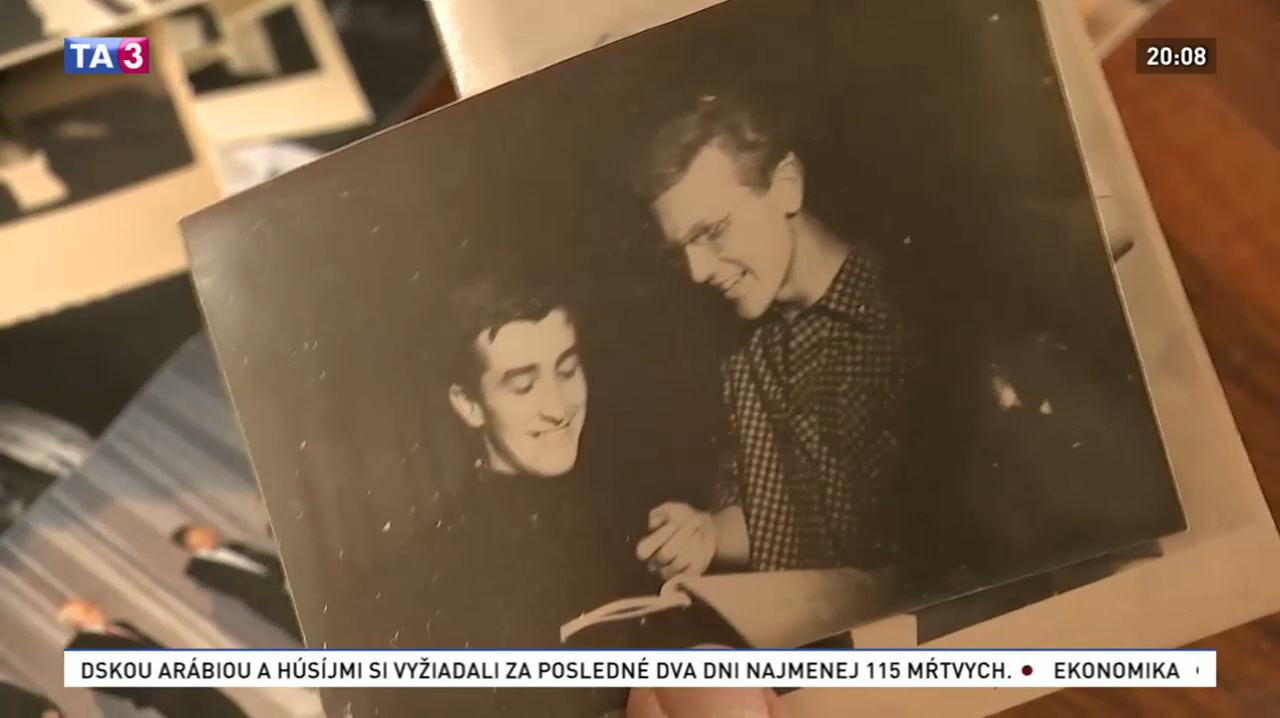 TA3
20:08
DSKOU ARÁBIOU A HÚSÍJMI SI VYŽIADALI ZA POSLEDNÉ DVA DNI NAJMENEJ 115 MŔTVYCH. • EKONOMIKA